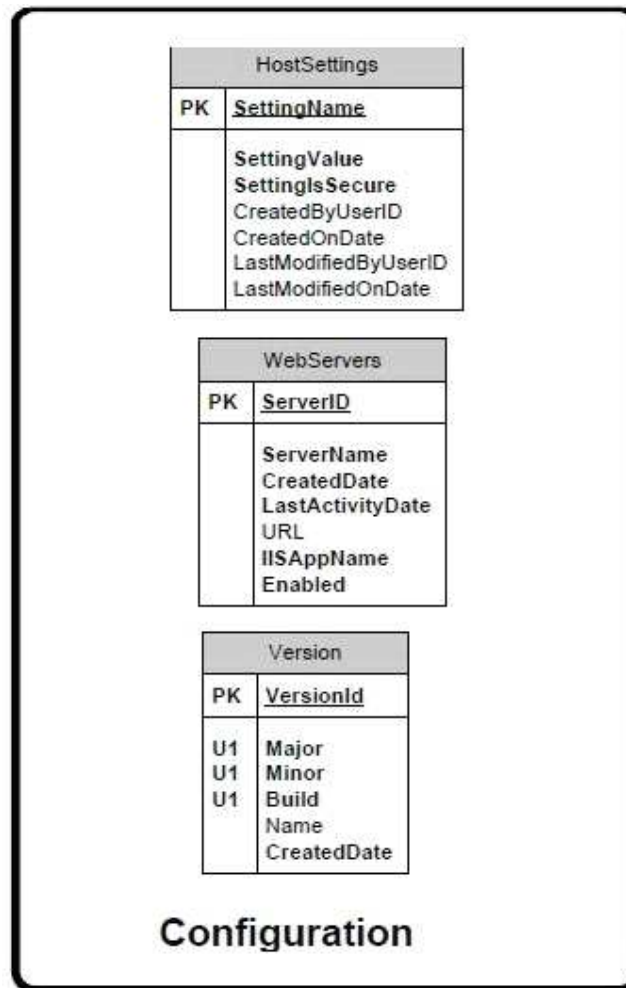 HostSettings
PK SettingName
SettingValue
SettingIsSecure
CreatedByUserID
CreatedOnDate
LastModifiedByUserID
LastModifiedOnDate
WebServers
PK ServerID
ServerName
CreatedDate
LastActivityDate
URL
IISAppName
Enabled
Version
PK VersionId
U1 Major
U1 Minor
U1 Build
Name
CreatedDate
Configuration